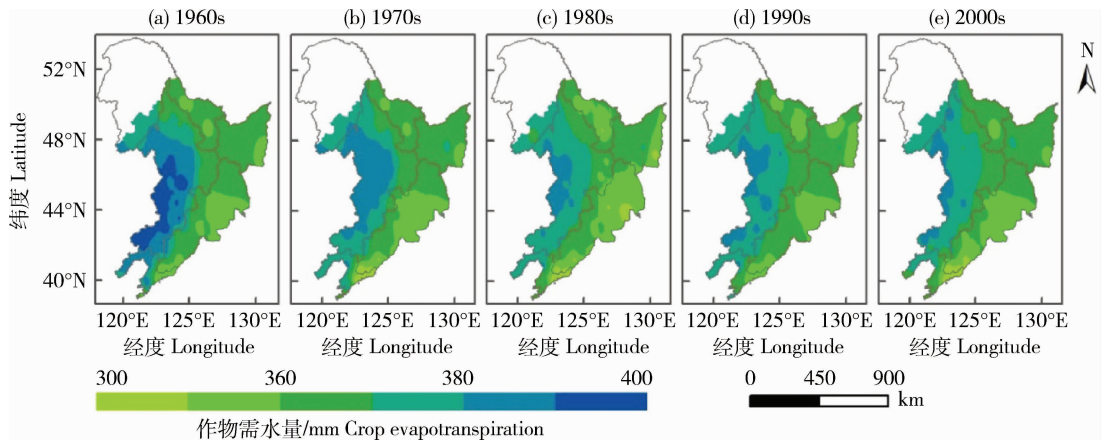 (a) 1960s (b) 1970s (c) 1980s (d) 1990s (e) 2000s
N
52°N
48°N
44°N
40°N
纬度 Latitude
120°E 125°E 130°E 120°E 125°E 130°E 120°E 125°E 130°E 120°E 125°E 130°E 120°E 125°E 130°E
经度 Longitude 经度 Longitude 经度 Longitude 经度 Longitude 经度 Longitude
300 360 380 400 0 450 900
km
作物需水量/mm Crop evapotranspiration